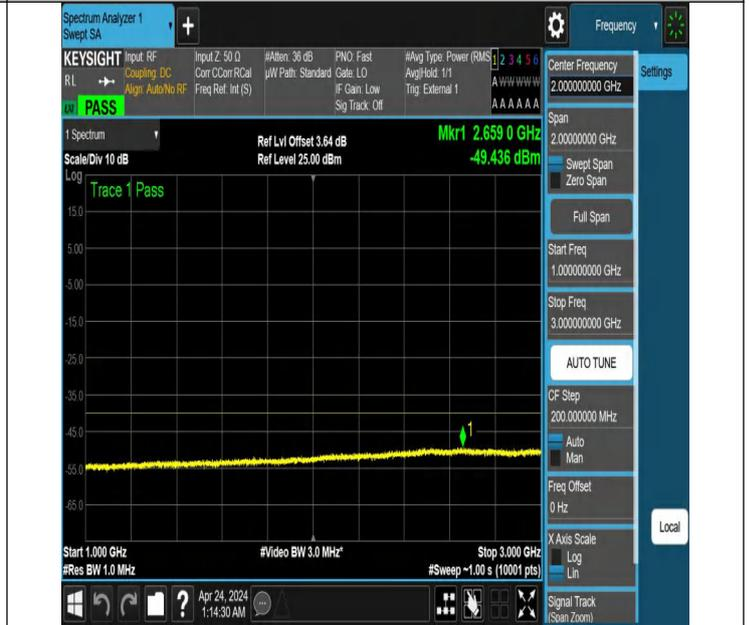 Spectrum Analyzer 1
Swept SA
+
Frequency
KEYSIGHT
RL
PASS
Input: RF
Coupling: DC
Align: Auto/No RF
Input Z: 50 Ω
Corr CCorr RCal
Freq Ref: Int (S)
#Atten: 36 dB
µW Path: Standard
PNO: Fast
Gate: LO
IF Gain: Low
Sig Track: Off
#Avg Type: Power (RMS
Avg|Hold: 1/1
Trig: External 1
1 2 3 4 5 6
A W W W W W
A A A A A A
1 Spectrum
Scale/Div 10 dB
Log
Ref Lvl Offset 3.64 dB
Ref Level 25.00 dBm
Mkr1 2.659 0 GHz
-49.436 dBm
Trace 1 Pass
15.0
5.00
-5.00
-15.0
-25.0
-35.0
-45.0
-55.0
-65.0
1
Start 1.000 GHz
#Res BW 1.0 MHz
#Video BW 3.0 MHz*
Stop 3.000 GHz
#Sweep ~1.00 s (10001 pts)
Center Frequency
2.000000000 GHz
Settings
Span
2.00000000 GHz
Swept Span
Zero Span
Full Span
Start Freq
1.000000000 GHz
Stop Freq
3.000000000 GHz
AUTO TUNE
CF Step
200.000000 MHz
Auto
Man
Freq Offset
0 Hz
X Axis Scale
Log
Lin
Local
Signal Track
(Span Zoom)
?
Apr 24, 2024
1:14:30 AM